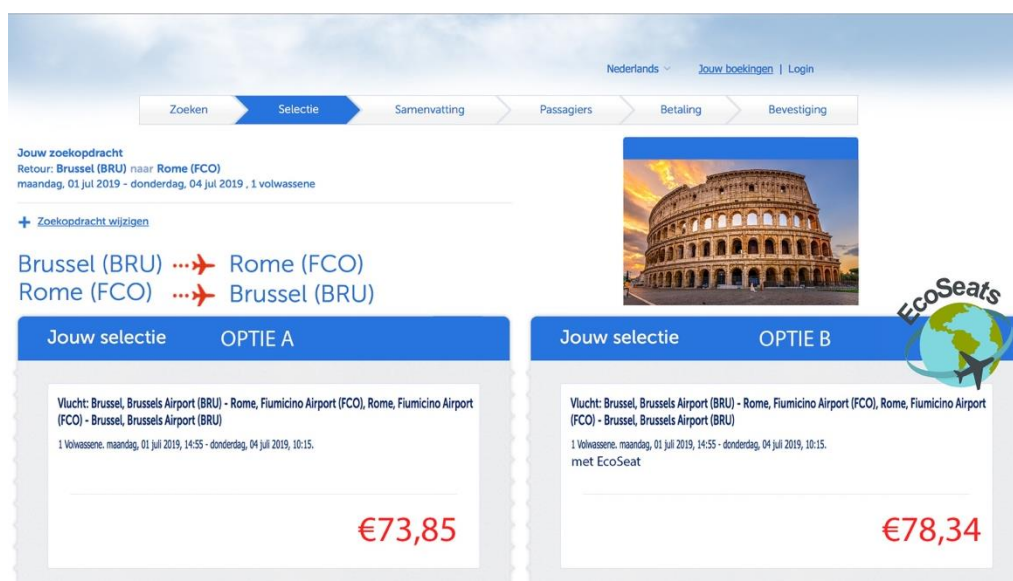 Nederlands
Jouw boekingen | Login
Zoeken
Selectie
Samenvatting
Passagiers
Betaling
Bevestiging
Jouw zoekopdracht
Retour: Brussel (BRU) naar Rome (FCO)
maandag, 01 jul 2019 - donderdag, 04 jul 2019 , 1 volwassene
+ Zoekopdracht wijzigen
Brussel (BRU) Rome (FCO)
Rome (FCO) Brussel (BRU)
EcoSeats
Jouw selectie OPTIE A
Vlucht: Brussel, Brussels Airport (BRU) - Rome, Fiumicino Airport (FCO), Rome, Fiumicino Airport
(FCO) - Brussel, Brussels Airport (BRU)
1 Volwassene. maandag, 01 juli 2019, 14:55 - donderdag, 04 juli 2019, 10:15.
€73,85
Jouw selectie OPTIE B
Vlucht: Brussel, Brussels Airport (BRU) - Rome, Fiumicino Airport (FCO), Rome, Fiumicino Airport
(FCO) - Brussel, Brussels Airport (BRU)
1 Volwassene. maandag, 01 juli 2019, 14:55 - donderdag, 04 juli 2019, 10:15.
met EcoSeat
€78,34